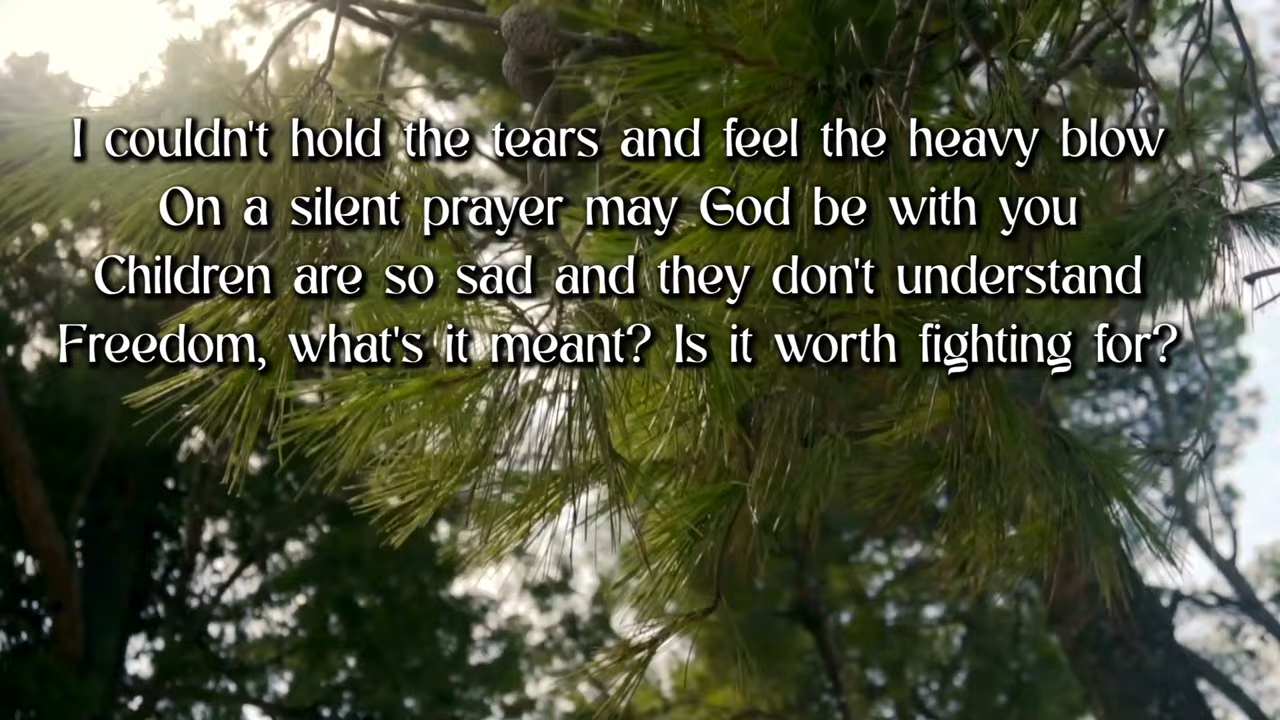 I couldn't hold the tears and feel the heavy blow
On a silent prayer may God be with you
Children are so sad and they don't understand
Freedom, what's it meant? Is it worth fighting for?